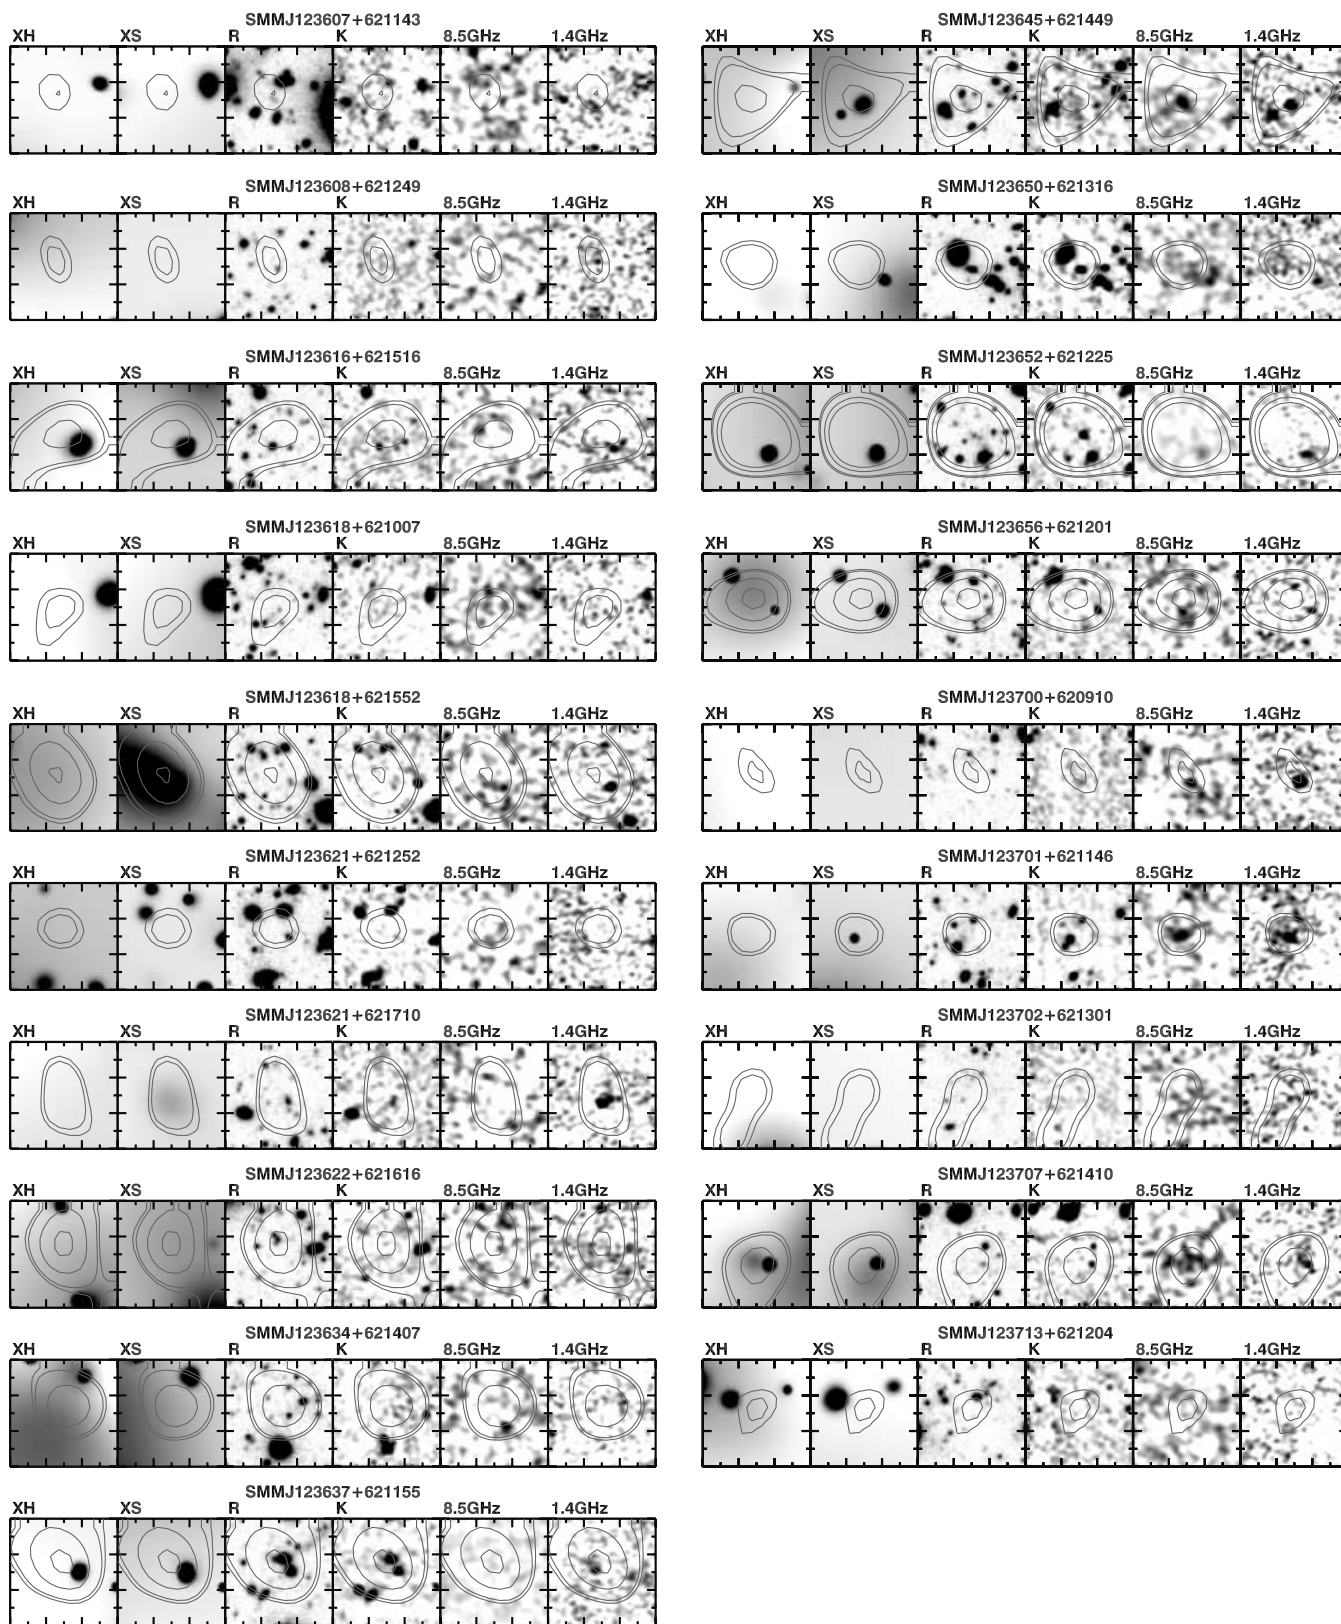 SMMJ123607+621143
XH XS R K 8.5GHz 1.4GHz
SMMJ123608+621249
XH XS R K 8.5GHz 1.4GHz
SMMJ123616+621516
XH XS R K 8.5GHz 1.4GHz
SMMJ123618+621007
XH XS R K 8.5GHz 1.4GHz
SMMJ123618+621552
XH XS R K 8.5GHz 1.4GHz
SMMJ123621+621252
XH XS R K 8.5GHz 1.4GHz
SMMJ123621+621710
XH XS R K 8.5GHz 1.4GHz
SMMJ123622+621616
XH XS R K 8.5GHz 1.4GHz
SMMJ123634+621407
XH XS R K 8.5GHz 1.4GHz
SMMJ123637+621155
XH XS R K 8.5GHz 1.4GHz
SMMJ123645+621449
XH XS R K 8.5GHz 1.4GHz
SMMJ123650+621316
XH XS R K 8.5GHz 1.4GHz
SMMJ123652+621225
XH XS R K 8.5GHz 1.4GHz
SMMJ123656+621201
XH XS R K 8.5GHz 1.4GHz
SMMJ123700+620910
XH XS R K 8.5GHz 1.4GHz
SMMJ123701+621146
XH XS R K 8.5GHz 1.4GHz
SMMJ123702+621301
XH XS R K 8.5GHz 1.4GHz
SMMJ123707+621410
XH XS R K 8.5GHz 1.4GHz
SMMJ123713+621204
XH XS R K 8.5GHz 1.4GHz